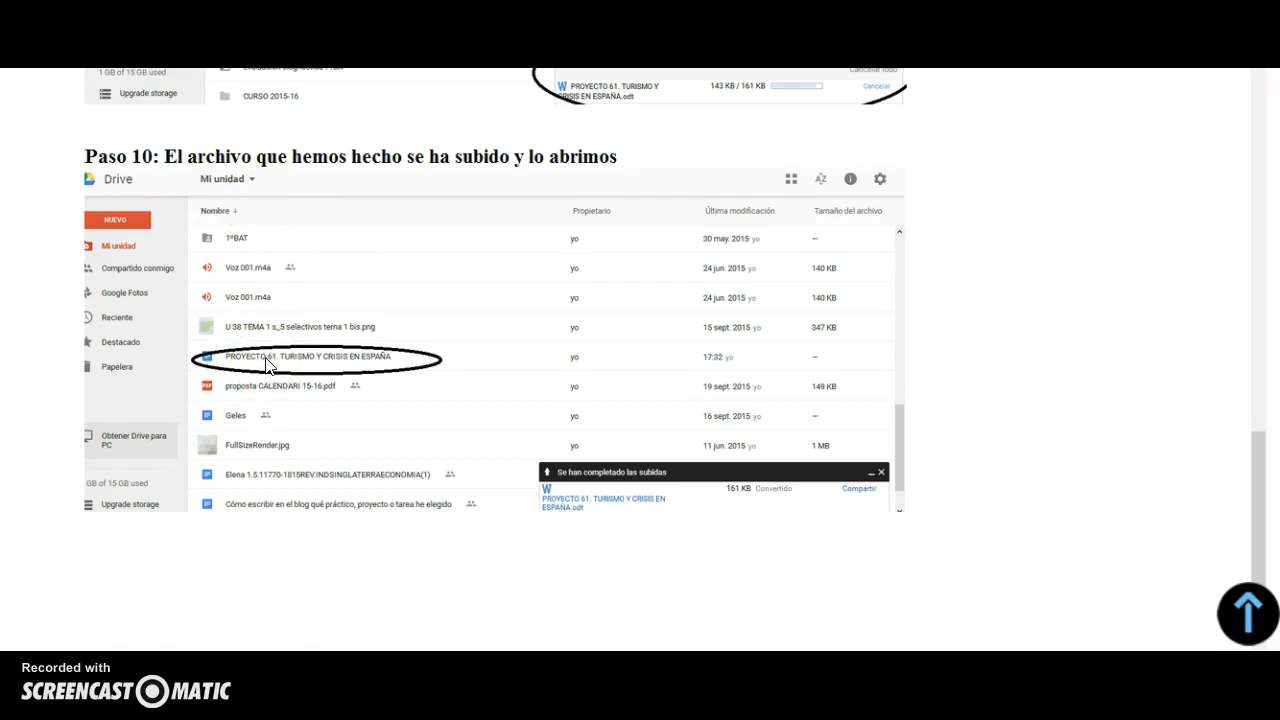 1 GB of 15 GB used
Upgrade storage
CURSO 2015-16
Cancelar todo
PROYECTO 61. TURISMO Y
CRISIS EN ESPAÑA.odt
143 KB / 161 KB
Cancelar
Paso 10: El archivo que hemos hecho se ha subido y lo abrimos
Drive
Mi unidad
NUEVO
Mi unidad
Compartido conmigo
Google Fotos
Reciente
Destacado
Papelera
Obtener Drive para
PC
GB of 15 GB used
Upgrade storage
Nombre Propietario Última modificación Tamaño del archivo
1ºBAT yo 30 may. 2015 yo –
Voz 001.m4a yo 24 jun. 2015 yo 140 KB
Voz 001.m4a yo 24 jun. 2015 yo 140 KB
U 38 TEMA 1 s_5 selectivos tema 1 bis.png yo 15 sept. 2015 yo 347 KB
PROYECTO 61. TURISMO Y CRISIS EN ESPAÑA yo 17:32 yo –
PDF proposta CALENDARI 15-16.pdf yo 19 sept. 2015 yo 149 KB
Geles yo 16 sept. 2015 yo –
FullSizeRender.jpg yo 11 jun. 2015 yo 1 MB
Elena 1.5.11770-1815REV.INDSINGLATERRAECONOMIA(1)
Cómo escribir en el blog qué práctico, proyecto o tarea he elegido
Se han completado las subidas
W
PROYECTO 61. TURISMO Y CRISIS EN
ESPAÑA.odt
161 KB Convertido
Compartir
Recorded with
SCREENCAST O MATIC